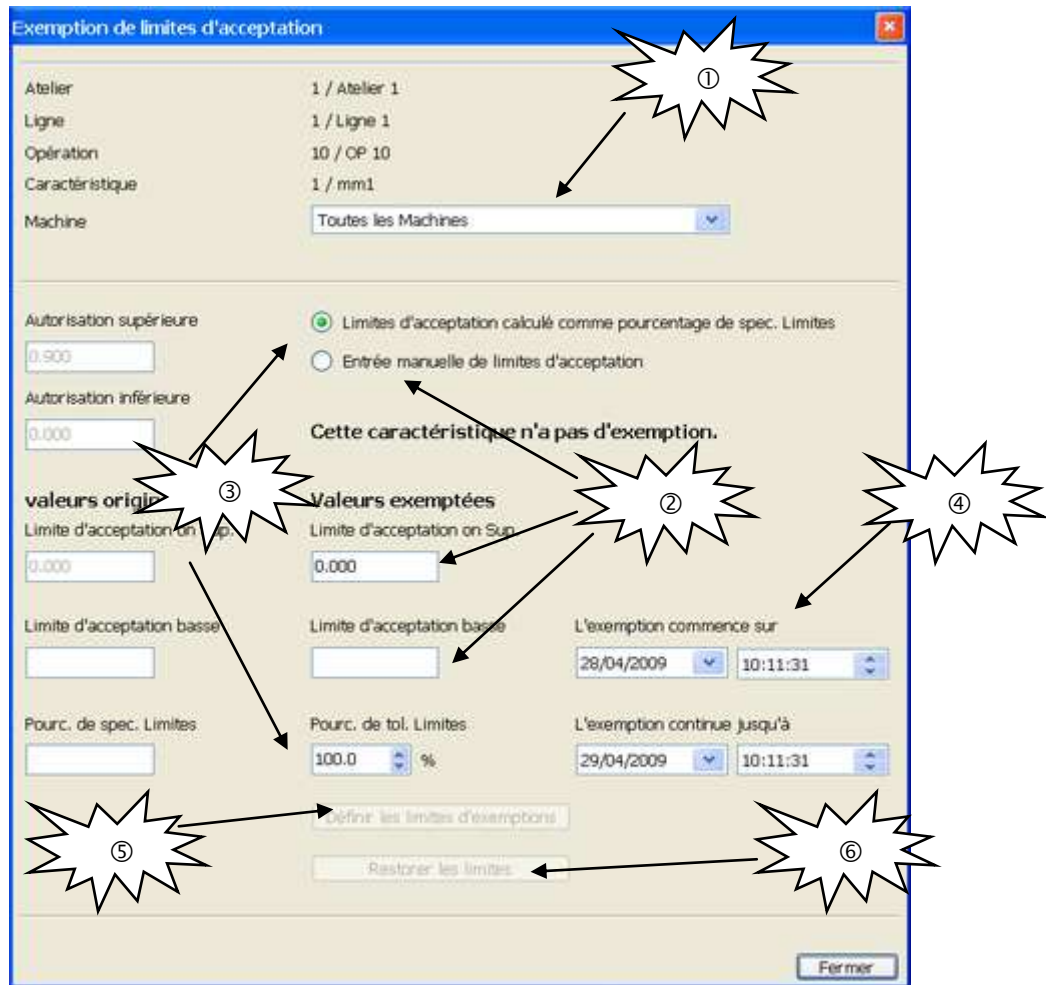 Exemption de limites d'acceptation
①
Atelier 1 / Atelier 1
Ligne 1 / Ligne 1
Opération 10 / OP 10
Caractéristique 1 / mm1
Machine Toutes les Machines
Autorisation supérieure
Limites d'acceptation calculé comme pourcentage de spec. Limites
0.900
Entrée manuelle de limites d'acceptation
Autorisation inférieure
0.000
Cette caractéristique n'a pas d'exemption.
③ ② ④
valeurs Valeurs exemptées
Limite d'acceptation on Sup. Limite d'acceptation on Sup
0.000 0.000
Limite d'acceptation basse Limite d'acceptation basse L'exemption commence sur
28/04/2009 10:11:31
Pourc. de spec. Limites Pourc. de tol. Limites L'exemption continue jusqu'à
100.0 % 29/04/2009 10:11:31
Définir les limites d'exemptions
⑤ ⑥
Restorer les limites
Fermer